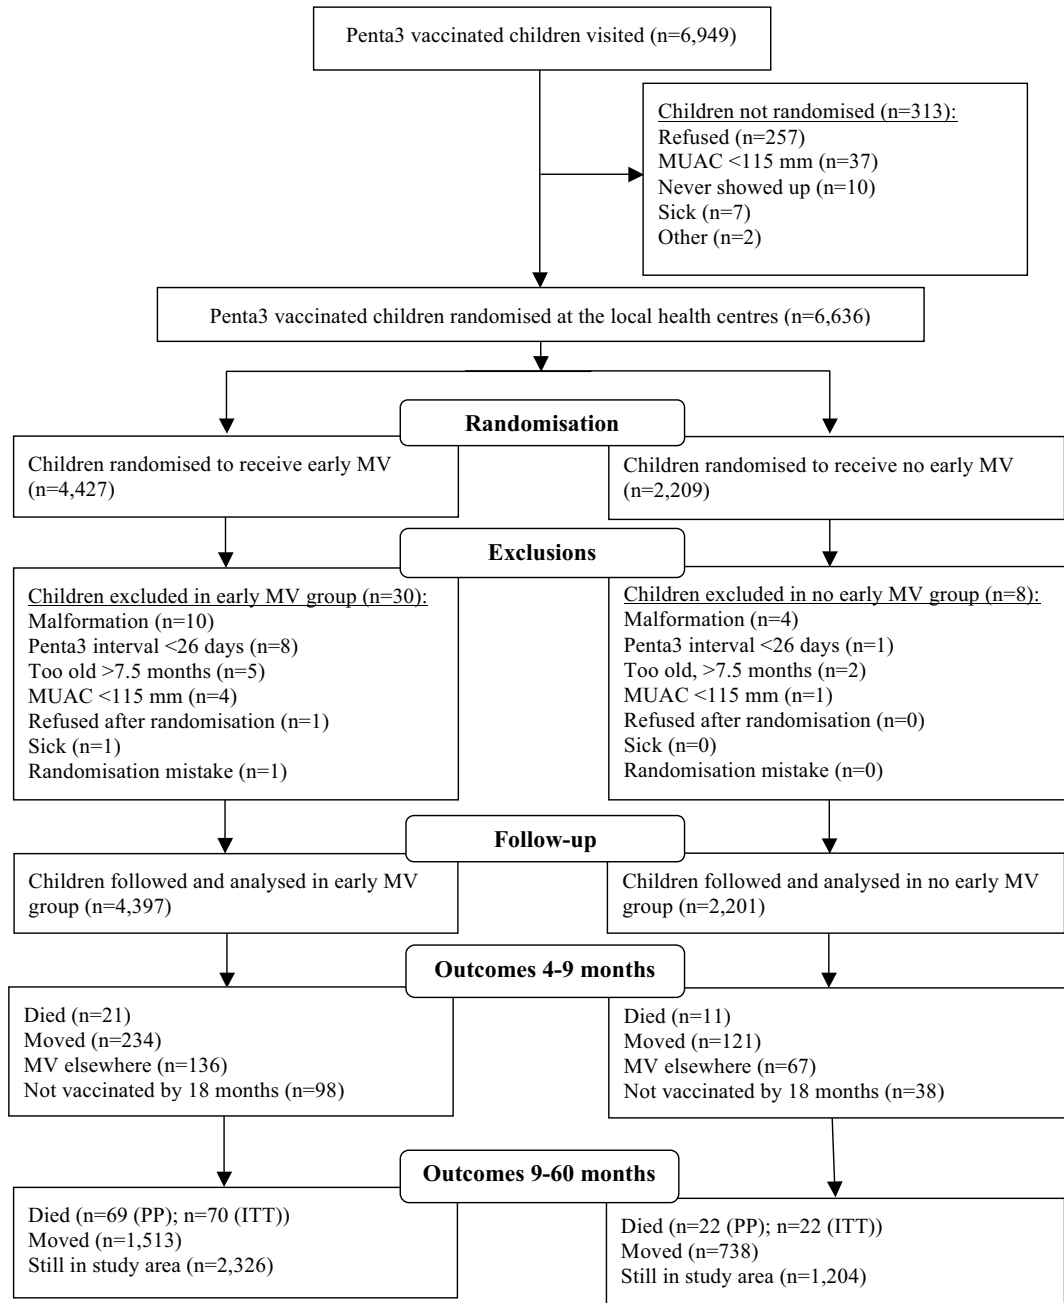 Penta3 vaccinated children visited (n=6,949)
Children not randomised (n=313):
Refused (n=257)
MUAC <115 mm (n=37)
Never showed up (n=10)
Sick (n=7)
Other (n=2)
Penta3 vaccinated children randomised at the local health centres (n=6,636)
Randomisation
Children randomised to receive early MV
(n=4,427)
Children randomised to receive no early MV
(n=2,209)
Exclusions
Children excluded in early MV group (n=30):
Malformation (n=10)
Penta3 interval <26 days (n=8)
Too old >7.5 months (n=5)
MUAC <115 mm (n=4)
Refused after randomisation (n=1)
Sick (n=1)
Randomisation mistake (n=1)
Children excluded in no early MV group (n=8):
Malformation (n=4)
Penta3 interval <26 days (n=1)
Too old, >7.5 months (n=2)
MUAC <115 mm (n=1)
Refused after randomisation (n=0)
Sick (n=0)
Randomisation mistake (n=0)
Follow-up
Children followed and analysed in early MV
group (n=4,397)
Children followed and analysed in no early MV
group (n=2,201)
Outcomes 4-9 months
Died (n=21)
Moved (n=234)
MV elsewhere (n=136)
Not vaccinated by 18 months (n=98)
Died (n=11)
Moved (n=121)
MV elsewhere (n=67)
Not vaccinated by 18 months (n=38)
Outcomes 9-60 months
Died (n=69 (PP); n=70 (ITT))
Moved (n=1,513)
Still in study area (n=2,326)
Died (n=22 (PP); n=22 (ITT))
Moved (n=738)
Still in study area (n=1,204)